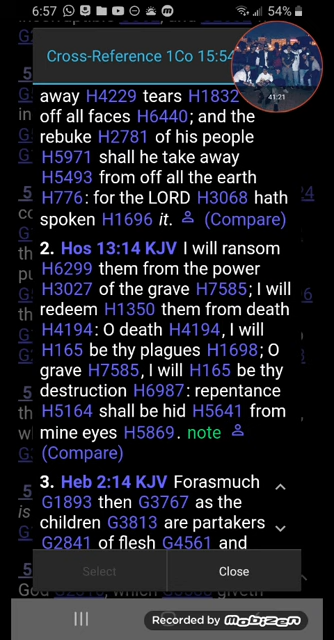 6:57 54%
Cross-Reference 1Co 15:54
41:21
away H4229 tears H1832
off all faces H6440; and the
rebuke H2781 of his people
H5971 shall he take away
H5493 from off all the earth
H776: for the LORD H3068 hath
spoken H1696 it. (Compare)
2. Hos 13:14 KJV I will ransom
H6299 them from the power
H3027 of the grave H7585; I will
redeem H1350 them from death
H4194: O death H4194, I will
H165 be thy plagues H1698; O
grave H7585, I will H165 be thy
destruction H6987: repentance
H5164 shall be hid H5641 from
mine eyes H5869. note
(Compare)
3. Heb 2:14 KJV Forasmuch
G1893 then G3767 as the
children G3813 are partakers
G2841 of flesh G4561 and
Select Close
God G2316, which
Recorded by mobizen